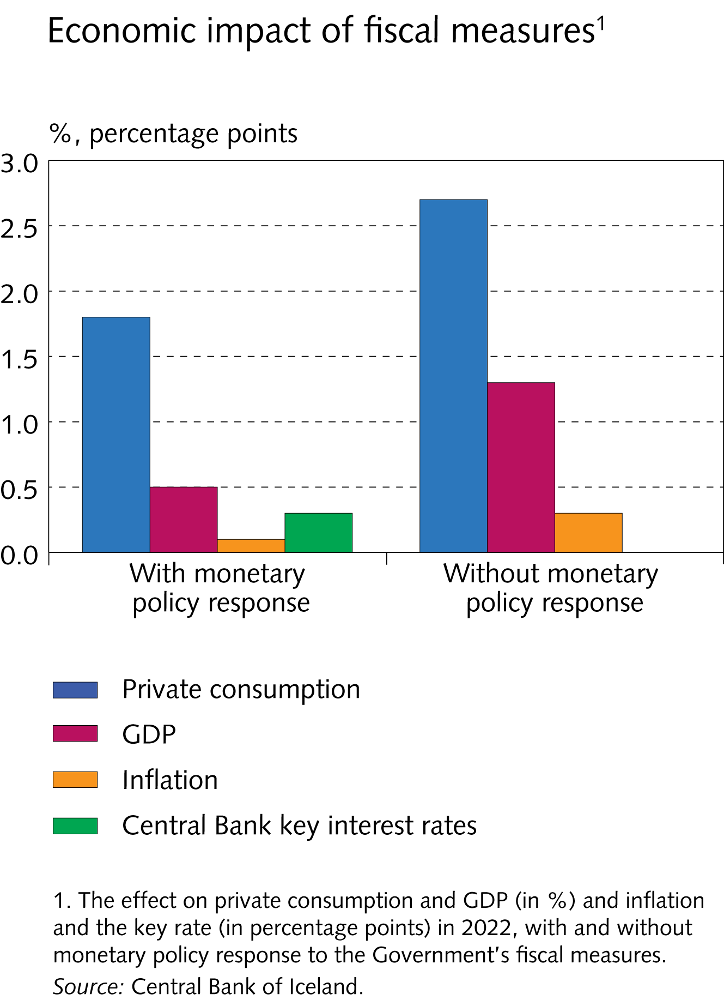 Economic impact of fiscal measures¹
%, percentage points
3.0
2.5
2.0
1.5
1.0
0.5
0.0
With monetary
policy response
Without monetary
policy response
Private consumption
GDP
Inflation
Central Bank key interest rates
1. The effect on private consumption and GDP (in %) and inflation
and the key rate (in percentage points) in 2022, with and without
monetary policy response to the Government's fiscal measures.
Source: Central Bank of Iceland.